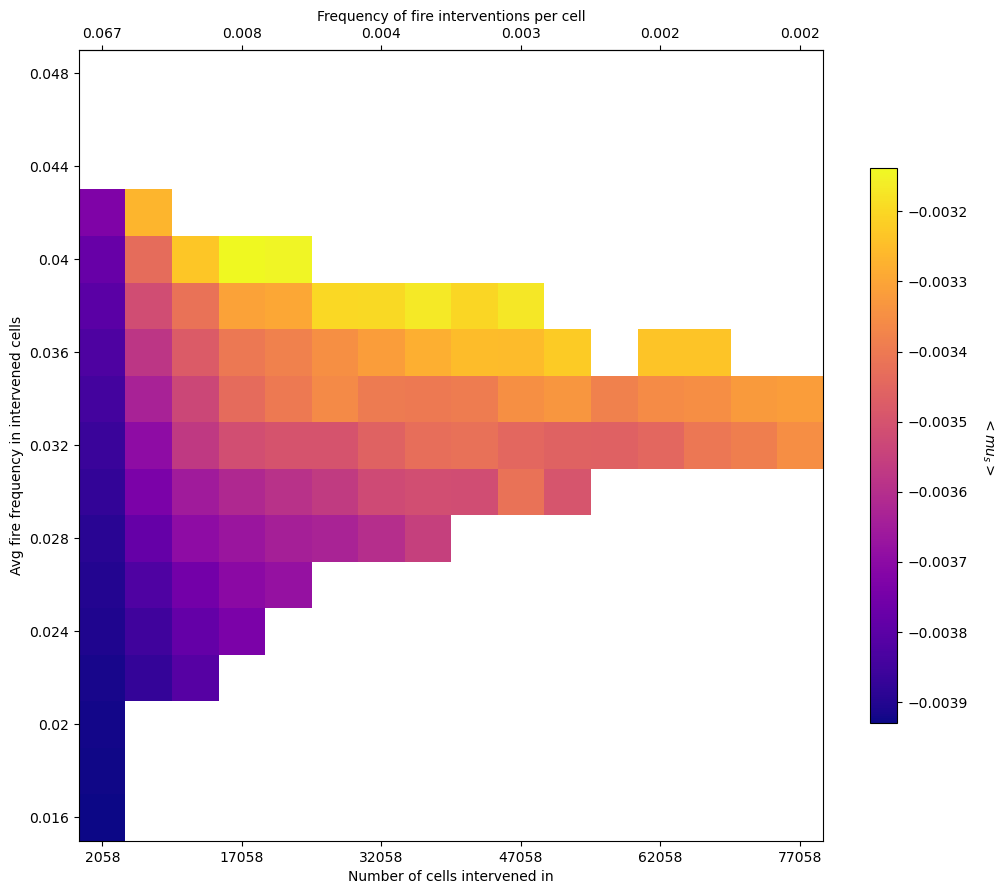 Frequency of fire interventions per cell
0.067 0.008 0.004 0.003 0.002 0.002
0.048
0.044
0.04
0.036
0.032
0.028
0.024
0.02
0.016
Avg fire frequency in intervened cells
2058 17058 32058 47058 62058 77058
Number of cells intervened in
−0.0032
−0.0033
−0.0034
−0.0035
−0.0036
−0.0037
−0.0038
−0.0039
< mu_s >